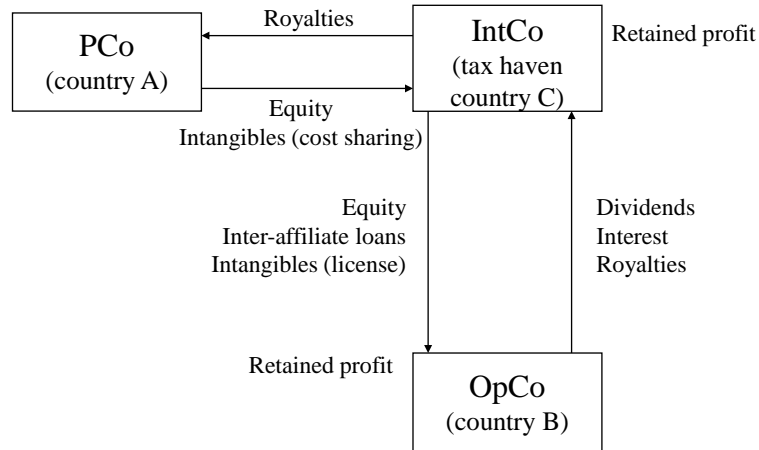 Royalties
PCo
(country A)
IntCo
(tax haven
country C)
Retained profit
Equity
Intangibles (cost sharing)
Equity
Inter-affiliate loans
Intangibles (license)
Dividends
Interest
Royalties
Retained profit
OpCo
(country B)